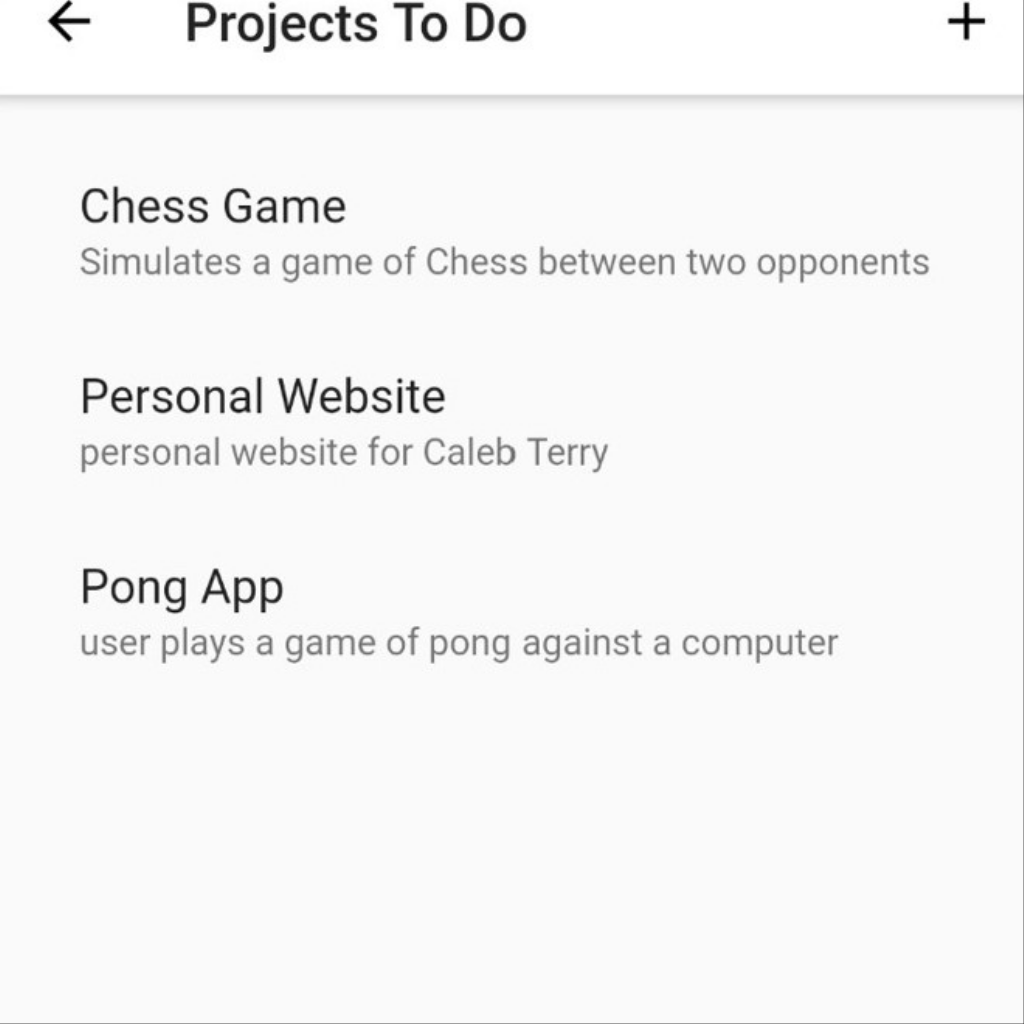 Projects To Do
Chess Game
Simulates a game of Chess between two opponents
Personal Website
personal website for Caleb Terry
Pong App
user plays a game of pong against a computer